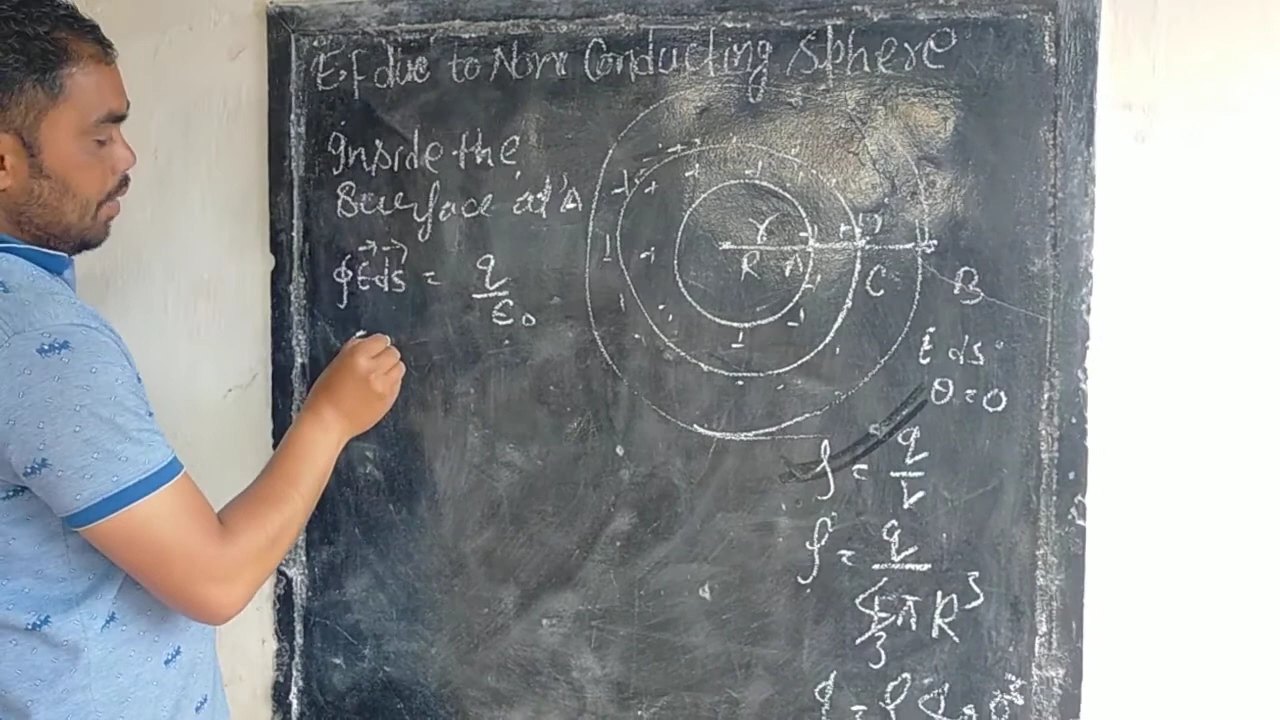 E.f due to Non Conducting sphere
Inside the
Surface at A
∮E⃗ds⃗ = q/ε₀
r
R A C
B
E ds
θ = 0
ρ = q/V
ρ = q/(4/3 πR³)